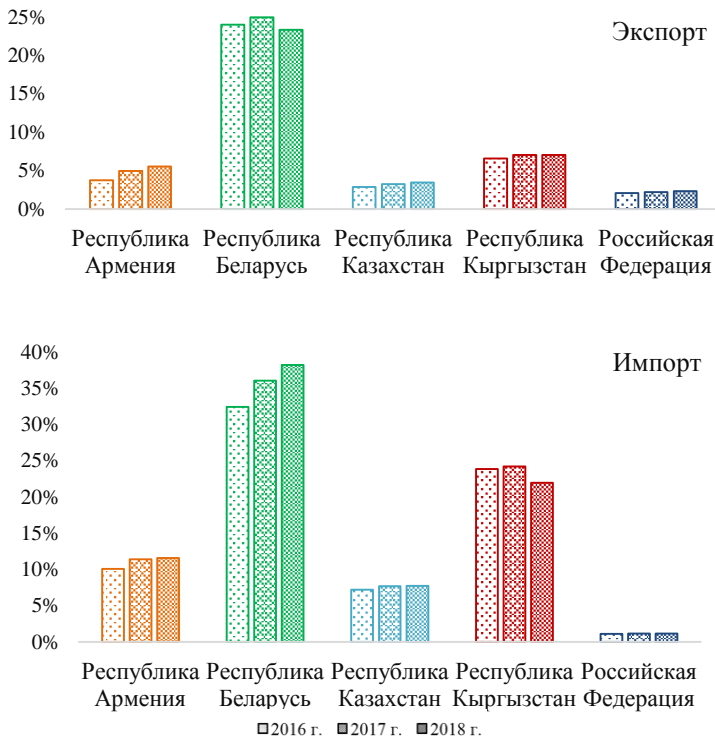 25%
Экспорт
20%
15%
10%
5%
0%
Республика Республика Республика Республика Российская
Армения Беларусь Казахстан Кыргызстан Федерация
40%
Импорт
35%
30%
25%
20%
15%
10%
5%
0%
Республика Республика Республика Республика Российская
Армения Беларусь Казахстан Кыргызстан Федерация
2016 г. 2017 г. 2018 г.